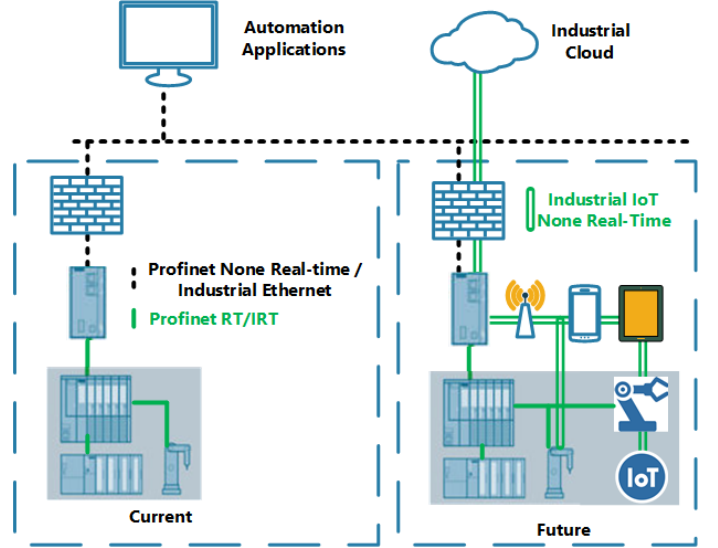 Automation
Applications
Industrial
Cloud
Industrial IoT
None Real-Time
Profinet None Real-time /
Industrial Ethernet
Profinet RT/IRT
IoT
Current
Future